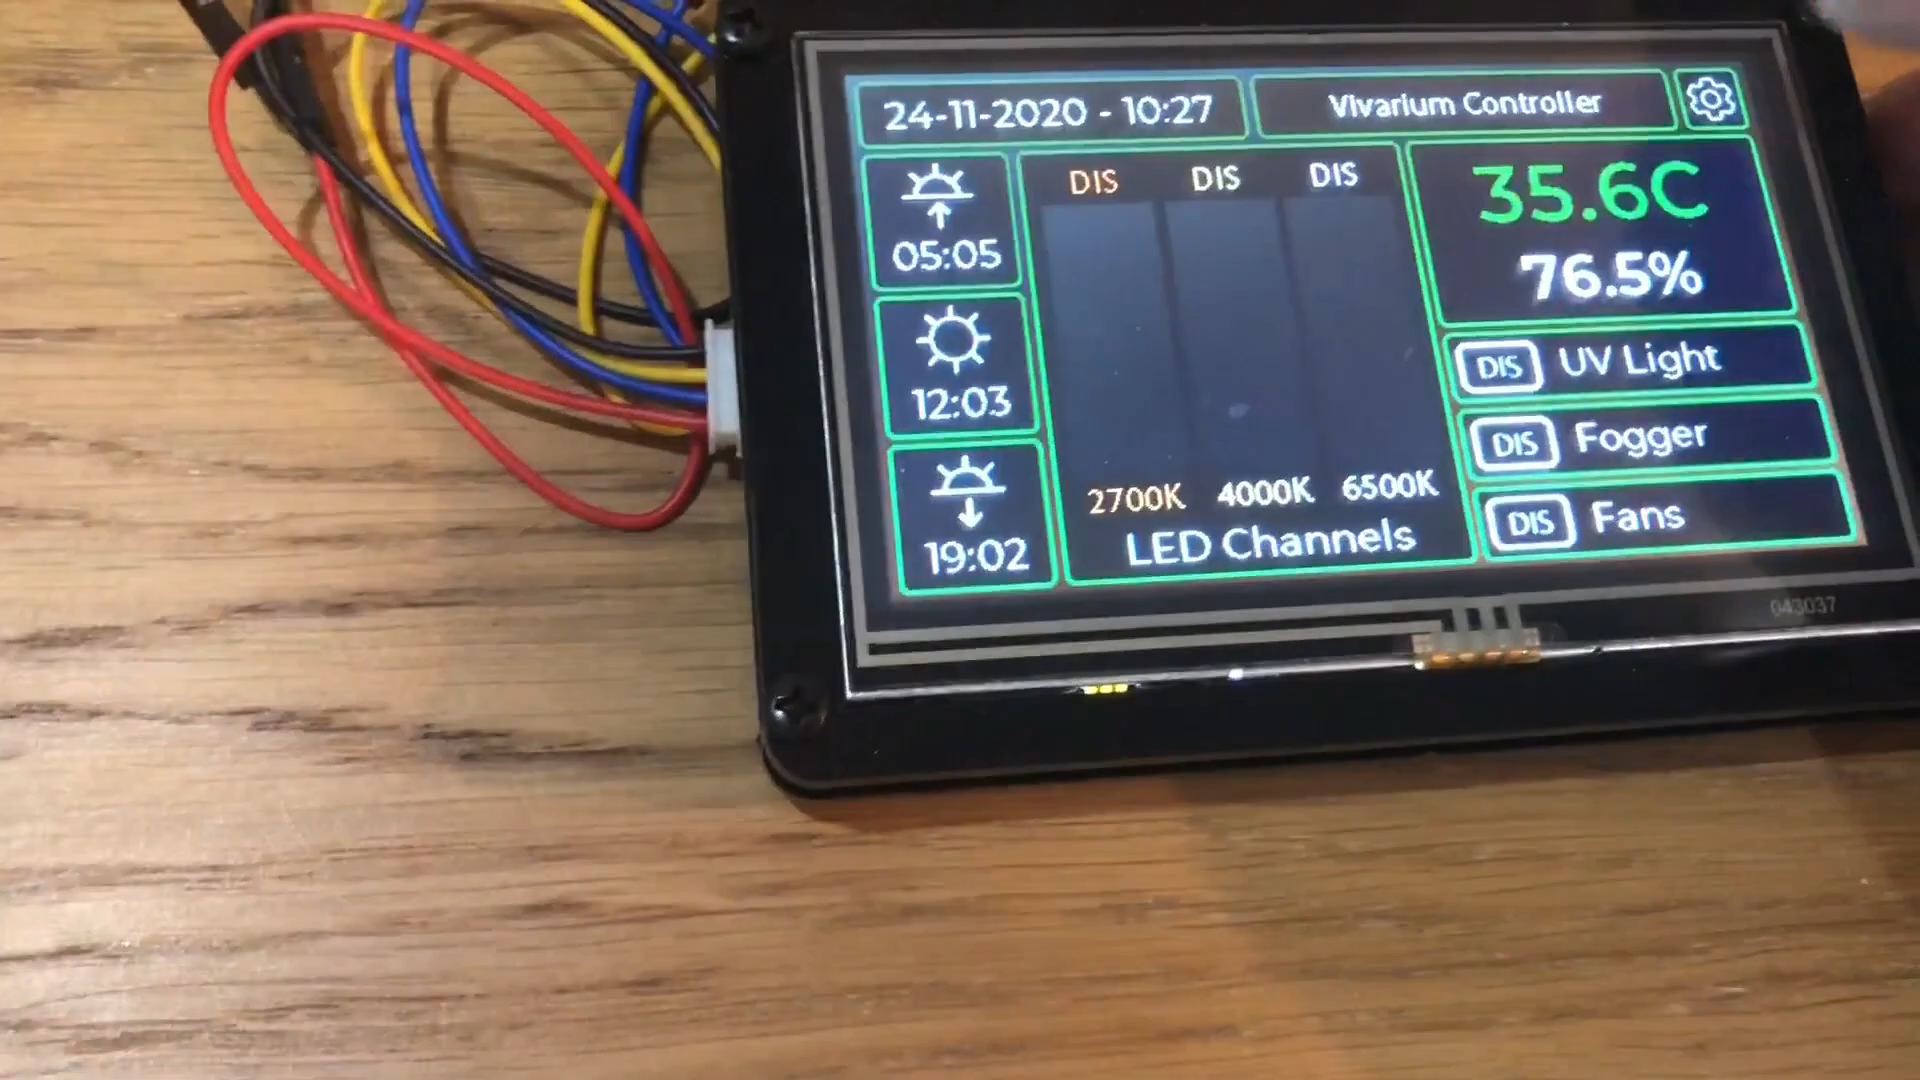 24-11-2020 - 10:27
Vivarium Controller
05:05
12:03
19:02
DIS DIS DIS
2700K 4000K 6500K
LED Channels
35.6C
76.5%
DIS UV Light
DIS Fogger
DIS Fans
043037